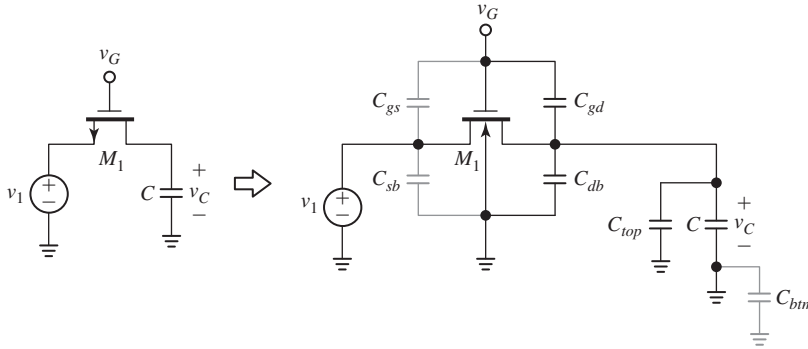 v_G
M_1
v_1
+
−
C
+
v_C
−
v_G
C_gs
C_gd
M_1
C_sb
C_db
v_1
+
−
C_top
C
+
v_C
−
C_btm